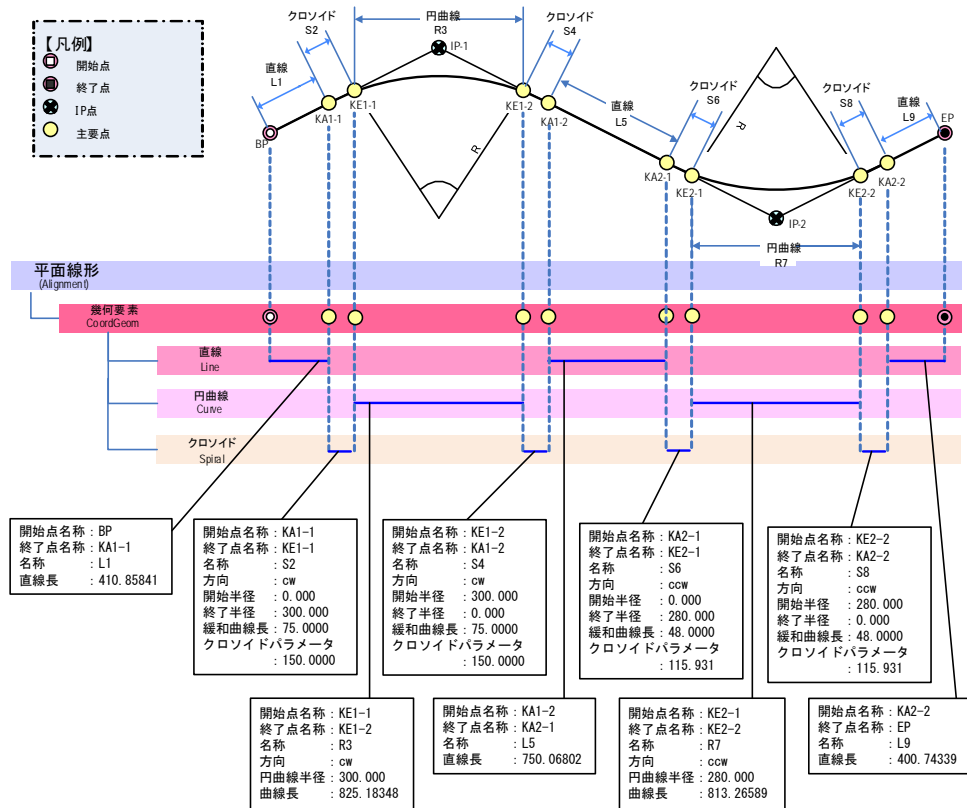 【凡例】
開始点
終了点
IP点
主要点
クロソイド
S2
円曲線
R3
クロソイド
S4
直線
L1
IP-1
KE1-1
KA1-1
BP
KE1-2
KA1-2
直線
L5
R
クロソイド
S6
クロソイド
S8
直線
L9
EP
R
KA2-1
KE2-1
KE2-2
KA2-2
IP-2
円曲線
R7
平面線形
(Alignment)
幾何要素
CoordGeom
直線
Line
円曲線
Curve
クロソイド
Spiral
開始点名称：BP
終了点名称：KA1-1
名称　　　：L1
直線長　　：410.85841
開始点名称：KA1-1
終了点名称：KE1-1
名称　　　：S2
方向　　　：cw
開始半径　：0.000
終了半径　：300.000
緩和曲線長：75.0000
クロソイドパラメータ
：150.0000
開始点名称：KE1-2
終了点名称：KA1-2
名称　　　：S4
方向　　　：cw
開始半径　：300.000
終了半径　：0.000
緩和曲線長：75.0000
クロソイドパラメータ
：150.0000
開始点名称：KA2-1
終了点名称：KE2-1
名称　　　：S6
方向　　　：ccw
開始半径　：0.000
終了半径　：280.000
緩和曲線長：48.0000
クロソイドパラメータ
：115.931
開始点名称：KE2-2
終了点名称：KA2-2
名称　　　：S8
方向　　　：ccw
開始半径　：280.000
終了半径　：0.000
緩和曲線長：48.0000
クロソイドパラメータ
：115.931
開始点名称：KE1-1
終了点名称：KE1-2
名称　　　：R3
方向　　　：cw
円曲線半径：300.000
曲線長　　：825.18348
開始点名称：KA1-2
終了点名称：KA2-1
名称　　　：L5
直線長　　：750.06802
開始点名称：KE2-1
終了点名称：KE2-2
名称　　　：R7
方向　　　：ccw
円曲線半径：280.000
曲線長　　：813.26589
開始点名称：KA2-2
終了点名称：EP
名称　　　：L9
直線長　　：400.74339